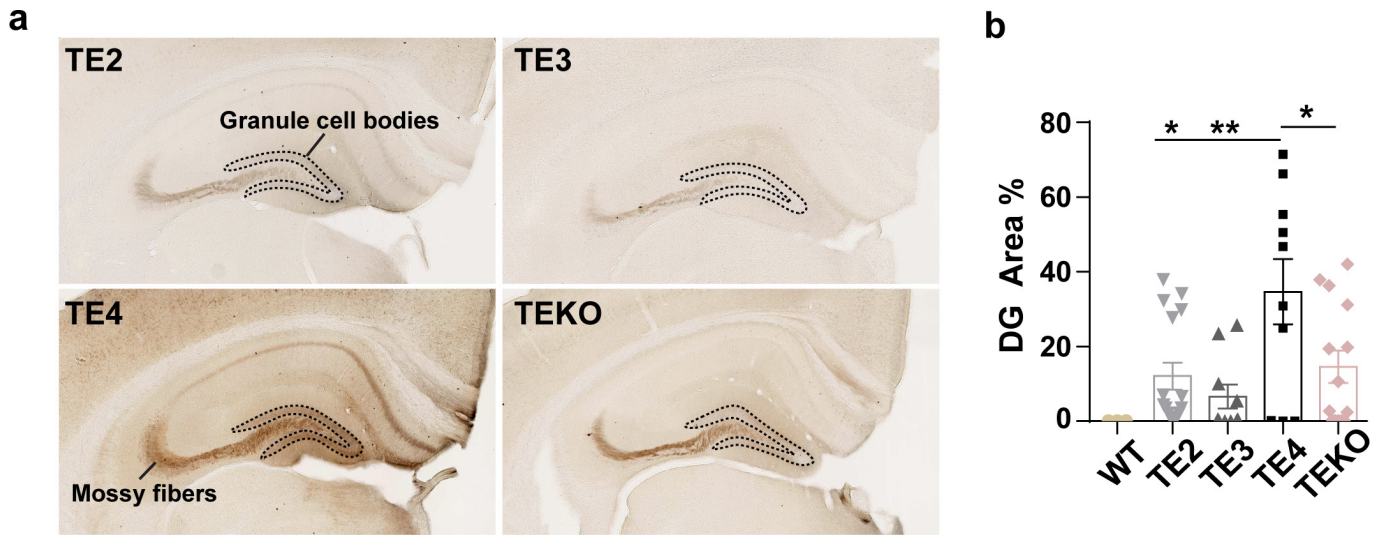 a
TE2
Granule cell bodies
TE3
TE4
Mossy fibers
TEKO
b
DG Area %
80
60
40
20
0
* ** *
WT
TE2
TE3
TE4
TEKO